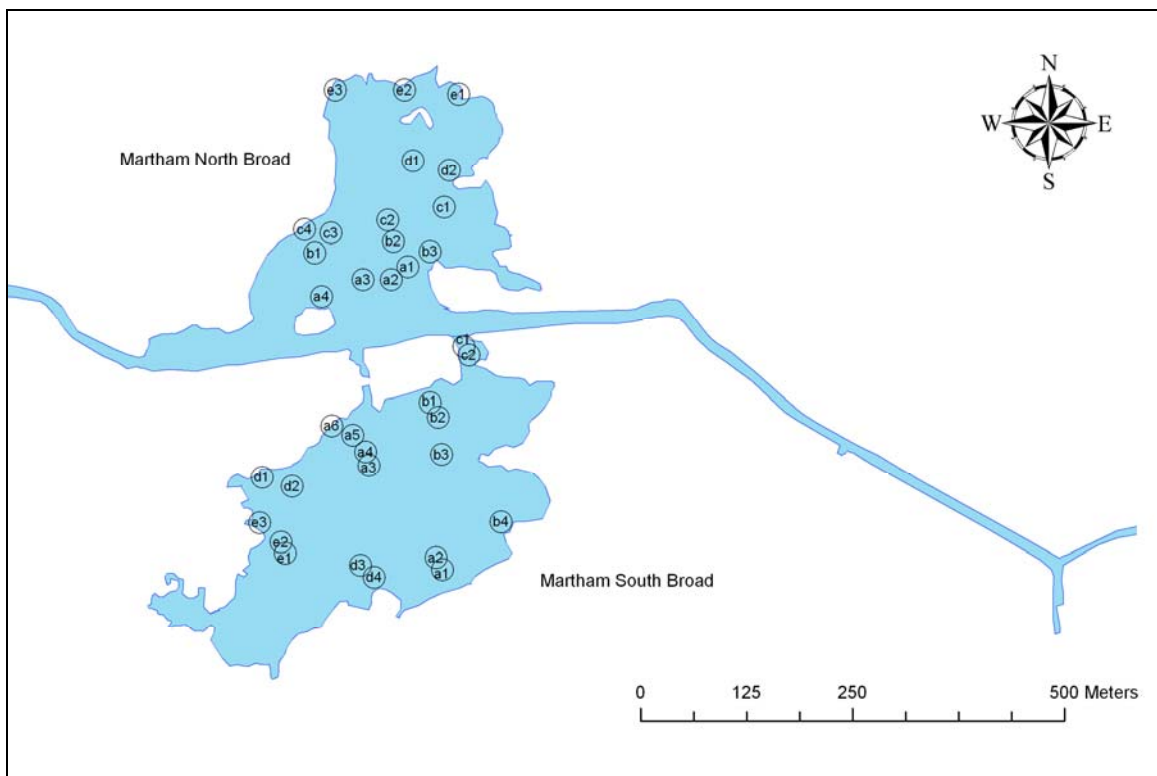 N
W E
S
Martham North Broad
e3 e2 e1
d1
d2
c1
c2
c4 c3
b2
b1 b3
a1
a3 a2
a4
c1
c2
b1
b2
a6
a5
a4 b3
a3
d1
d2
e3 b4
e2
e1 a2
d3 a1
d4
Martham South Broad
0 125 250 500 Meters